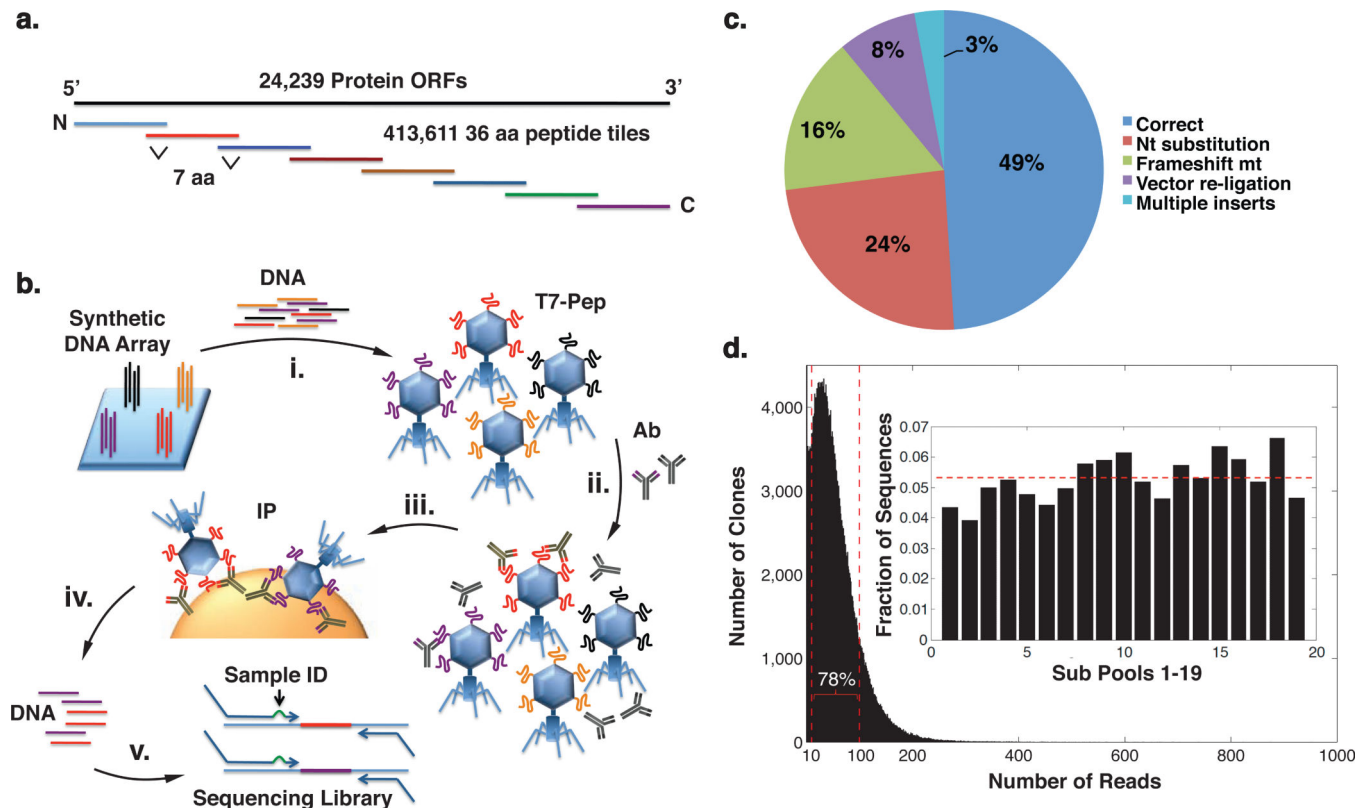 a.
5’
24,239 Protein ORFs
3’
N
413,611 36 aa peptide tiles
7 aa
C
b.
DNA
Synthetic
DNA Array
i.
T7-Pep
Ab
ii.
iii.
IP
iv.
DNA
v.
Sample ID
Sequencing Library
c.
3%
8%
16%
49%
24%
Correct
Nt substitution
Frameshift mt
Vector re-ligation
Multiple inserts
d.
Number of Clones
4,000
3,000
2,000
1,000
0
78%
10
100
200
400
600
800
1000
Number of Reads
Fraction of Sequences
0.07
0.06
0.05
0.04
0.03
0.02
0.01
0
0
5
10
15
20
Sub Pools 1-19